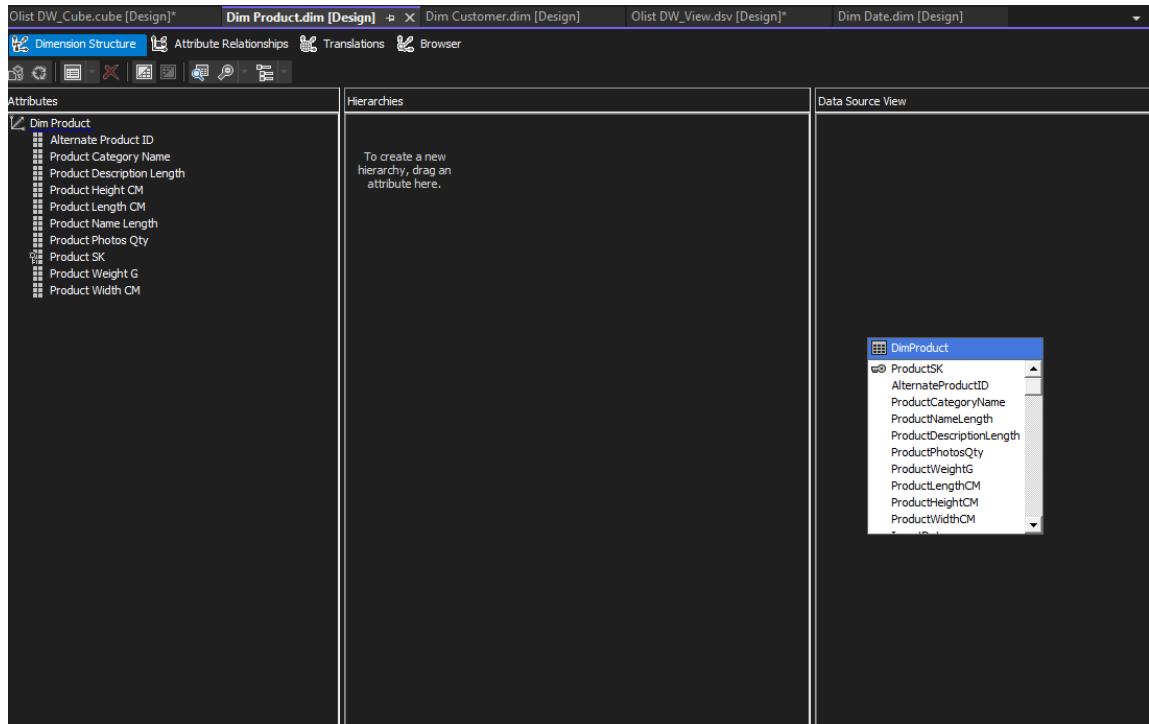 Olist DW_Cube.cube [Design]*
Dim Product.dim [Design]
Dim Customer.dim [Design]
Olist DW_View.dsv [Design]*
Dim Date.dim [Design]
Dimension Structure
Attribute Relationships
Translations
Browser
Attributes
Dim Product
Alternate Product ID
Product Category Name
Product Description Length
Product Height CM
Product Length CM
Product Name Length
Product Photos Qty
Product SK
Product Weight G
Product Width CM
Hierarchies
To create a new
hierarchy, drag an
attribute here.
Data Source View
DimProduct
ProductSK
AlternateProductID
ProductCategoryName
ProductNameLength
ProductDescriptionLength
ProductPhotosQty
ProductWeightG
ProductLengthCM
ProductHeightCM
ProductWidthCM